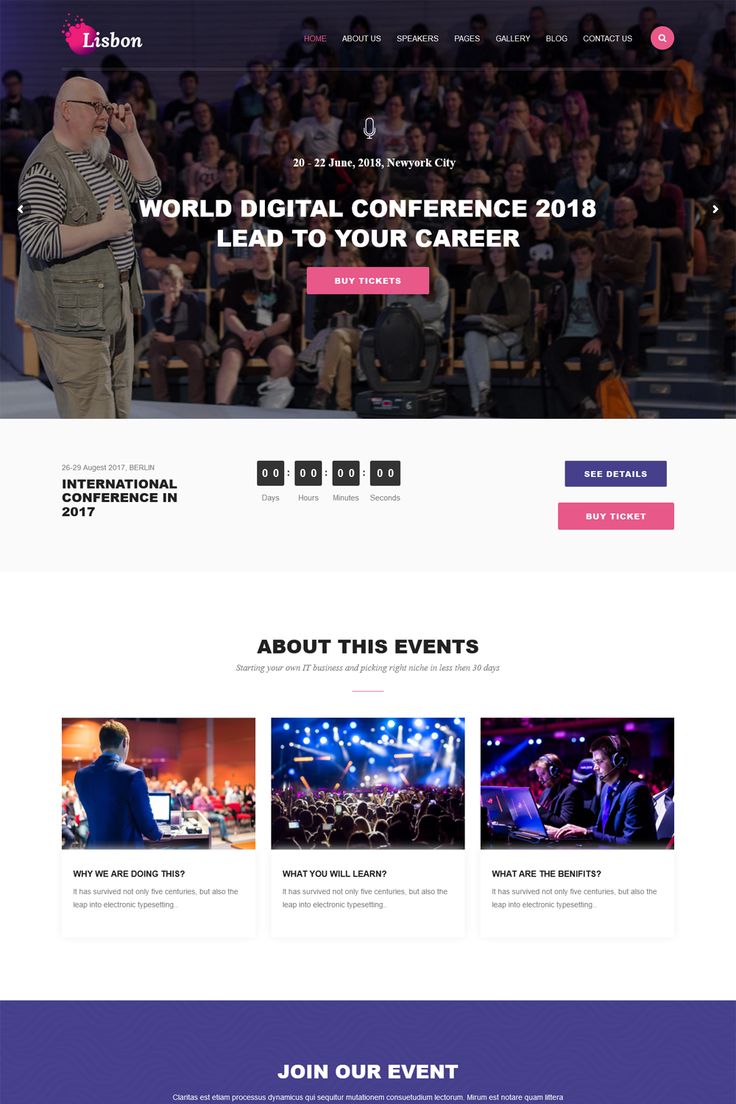 Lisbon
HOME ABOUT US SPEAKERS PAGES GALLERY BLOG CONTACT US
20 - 22 June, 2018, Newyork City
WORLD DIGITAL CONFERENCE 2018
LEAD TO YOUR CAREER
BUY TICKETS
26-29 Augest 2017, BERLIN
INTERNATIONAL
CONFERENCE IN
2017
00 : 00 : 00 : 00
Days Hours Minutes Seconds
SEE DETAILS
BUY TICKET
ABOUT THIS EVENTS
Starting your own IT business and picking right niche in less then 30 days
WHY WE ARE DOING THIS?
It has survived not only five centuries, but also the
leap into electronic typesetting..
WHAT YOU WILL LEARN?
It has survived not only five centuries, but also the
leap into electronic typesetting..
WHAT ARE THE BENIFITS?
It has survived not only five centuries, but also the
leap into electronic typesetting..
JOIN OUR EVENT
Claritas est etiam processus dynamicus qui sequitur mutationem consuetudium lectorum. Mirum est notare quam littera